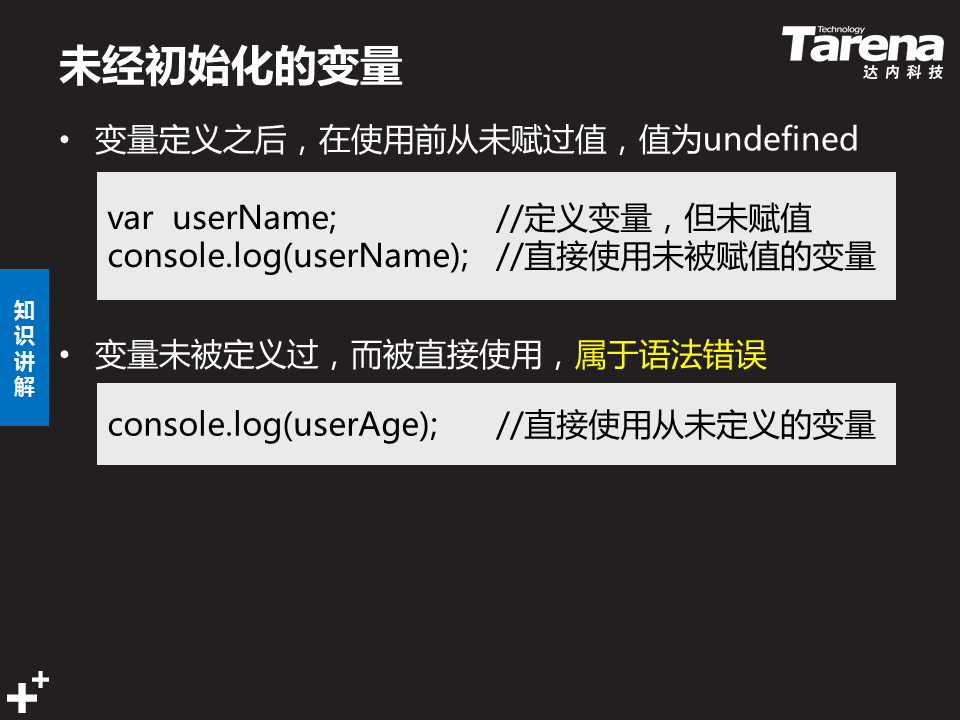 未经初始化的变量
Technology
Tarena
达内科技
• 变量定义之后，在使用前从未赋过值，值为undefined
var userName; //定义变量，但未赋值
console.log(userName); //直接使用未被赋值的变量
知识讲解
• 变量未被定义过，而被直接使用，属于语法错误
console.log(userAge); //直接使用从未定义的变量